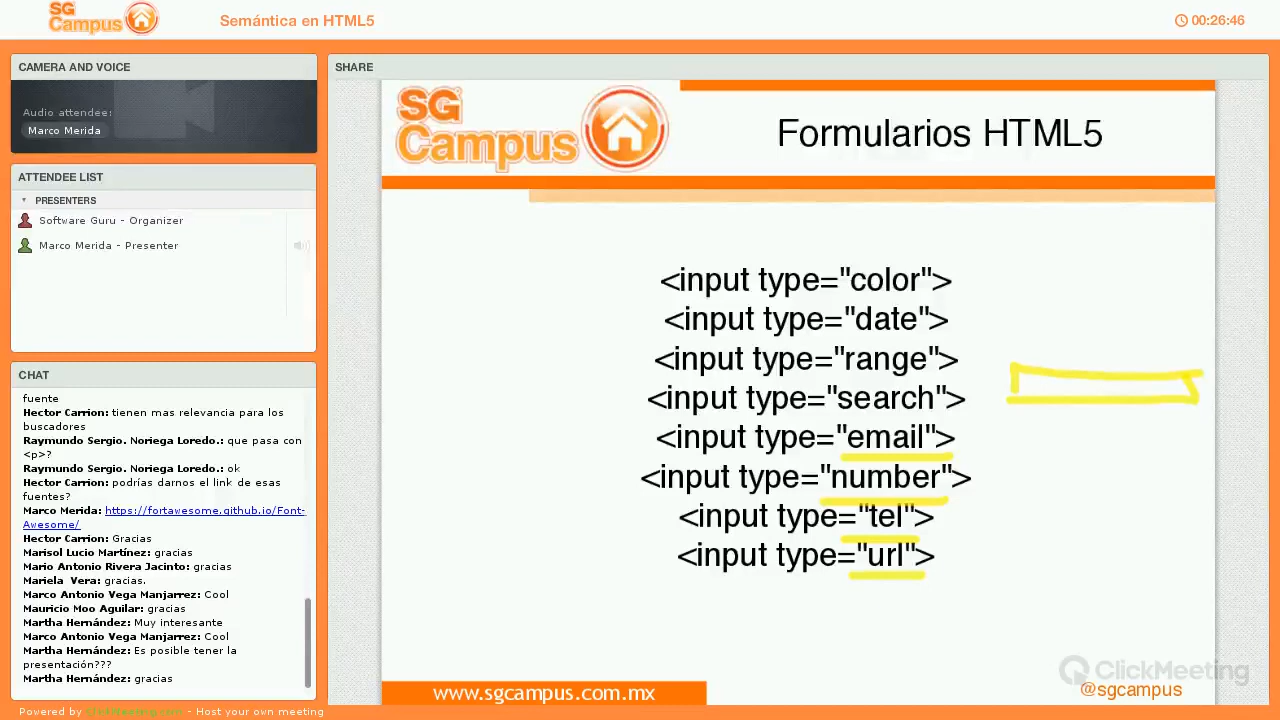 SG
Campus
Semántica en HTML5
00:26:46
CAMERA AND VOICE
Audio attendee:
Marco Merida
ATTENDEE LIST
PRESENTERS
Software Guru - Organizer
Marco Merida - Presenter
CHAT
fuente
Hector Carrion: tienen mas relevancia para los
buscadores
Raymundo Sergio. Noriega Loredo.: que pasa con
<p>?
Raymundo Sergio. Noriega Loredo.: ok
Hector Carrion: podrías darnos el link de esas
fuentes?
Marco Merida: https://fortawesome.github.io/Font-
Awesome/
Hector Carrion: Gracias
Marisol Lucio Martínez: gracias
Mario Antonio Rivera Jacinto: gracias
Mariela Vera: gracias.
Marco Antonio Vega Manjarrez: Cool
Mauricio Moo Aguilar: gracias
Martha Hernández: Muy interesante
Marco Antonio Vega Manjarrez: Cool
Martha Hernández: Es posible tener la
presentación???
Martha Hernández: gracias
Powered by ClickMeeting.com - Host your own meeting
SHARE
SG
Campus
Formularios HTML5
<input type="color">
<input type="date">
<input type="range">
<input type="search">
<input type="email">
<input type="number">
<input type="tel">
<input type="url">
www.sgcampus.com.mx
ClickMeeting
@sgcampus